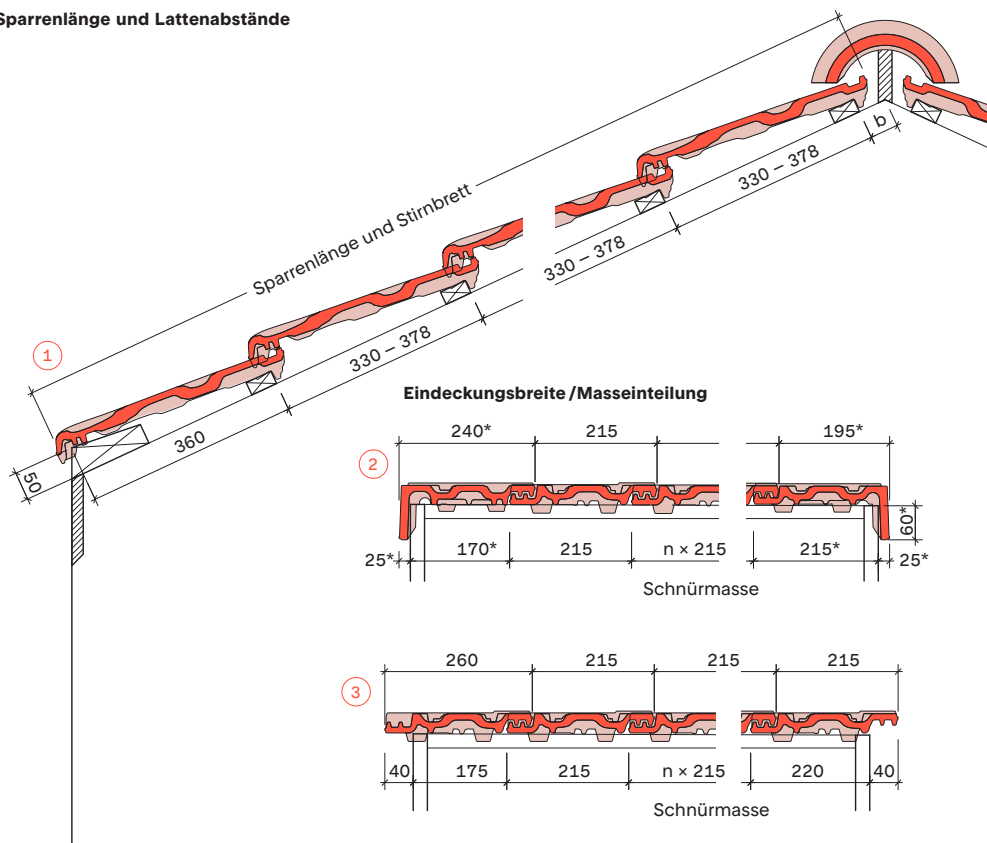 Sparrenlänge und Lattenabstände
b
330 – 378
Sparrenlänge und Stirnbrett
330 – 378
1
330 – 378
360
50
Eindeckungsbreite / Masseinteilung
240* 215 195*
2
60*
25* 170* 215 n × 215 215* 25*
Schnürmasse
260 215 215 215
3
40 175 215 n × 215 220 40
Schnürmasse